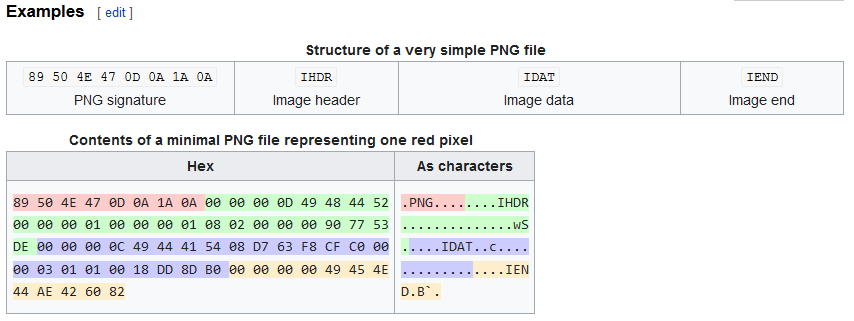 Examples [ edit ]
Structure of a very simple PNG file
89 50 4E 47 0D 0A 1A 0A IHDR IDAT IEND
PNG signature Image header Image data Image end
Contents of a minimal PNG file representing one red pixel
Hex As characters
89 50 4E 47 0D 0A 1A 0A 00 00 00 0D 49 48 44 52 .PNG........IHDR
00 00 00 01 00 00 00 01 08 02 00 00 00 90 77 53 ..............wS
DE 00 00 00 0C 49 44 41 54 08 D7 63 F8 CF C0 00 .....IDAT..c....
00 03 01 01 00 18 DD 8D B0 00 00 00 00 49 45 4E .............IEN
44 AE 42 60 82 D.B`.